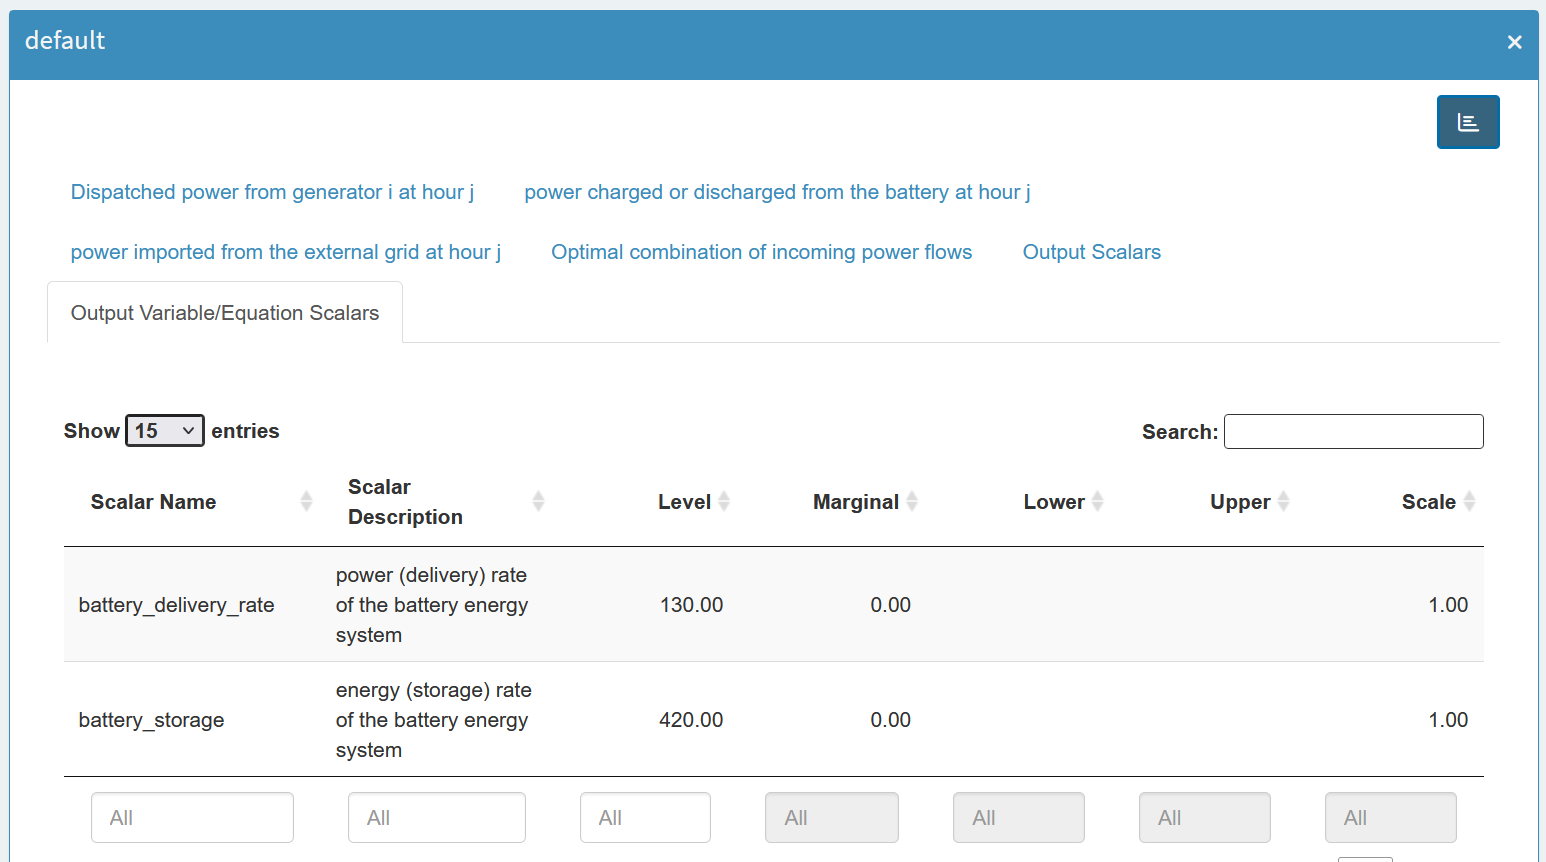 default
×
Dispatched power from generator i at hour j power charged or discharged from the battery at hour j
power imported from the external grid at hour j Optimal combination of incoming power flows Output Scalars
Output Variable/Equation Scalars
Show 15 entries Search:
Scalar Name Scalar Description Level Marginal Lower Upper Scale
power (delivery) rate
battery_delivery_rate of the battery energy 130.00 0.00 1.00
system
energy (storage) rate
battery_storage of the battery energy 420.00 0.00 1.00
system
All All All All All All All